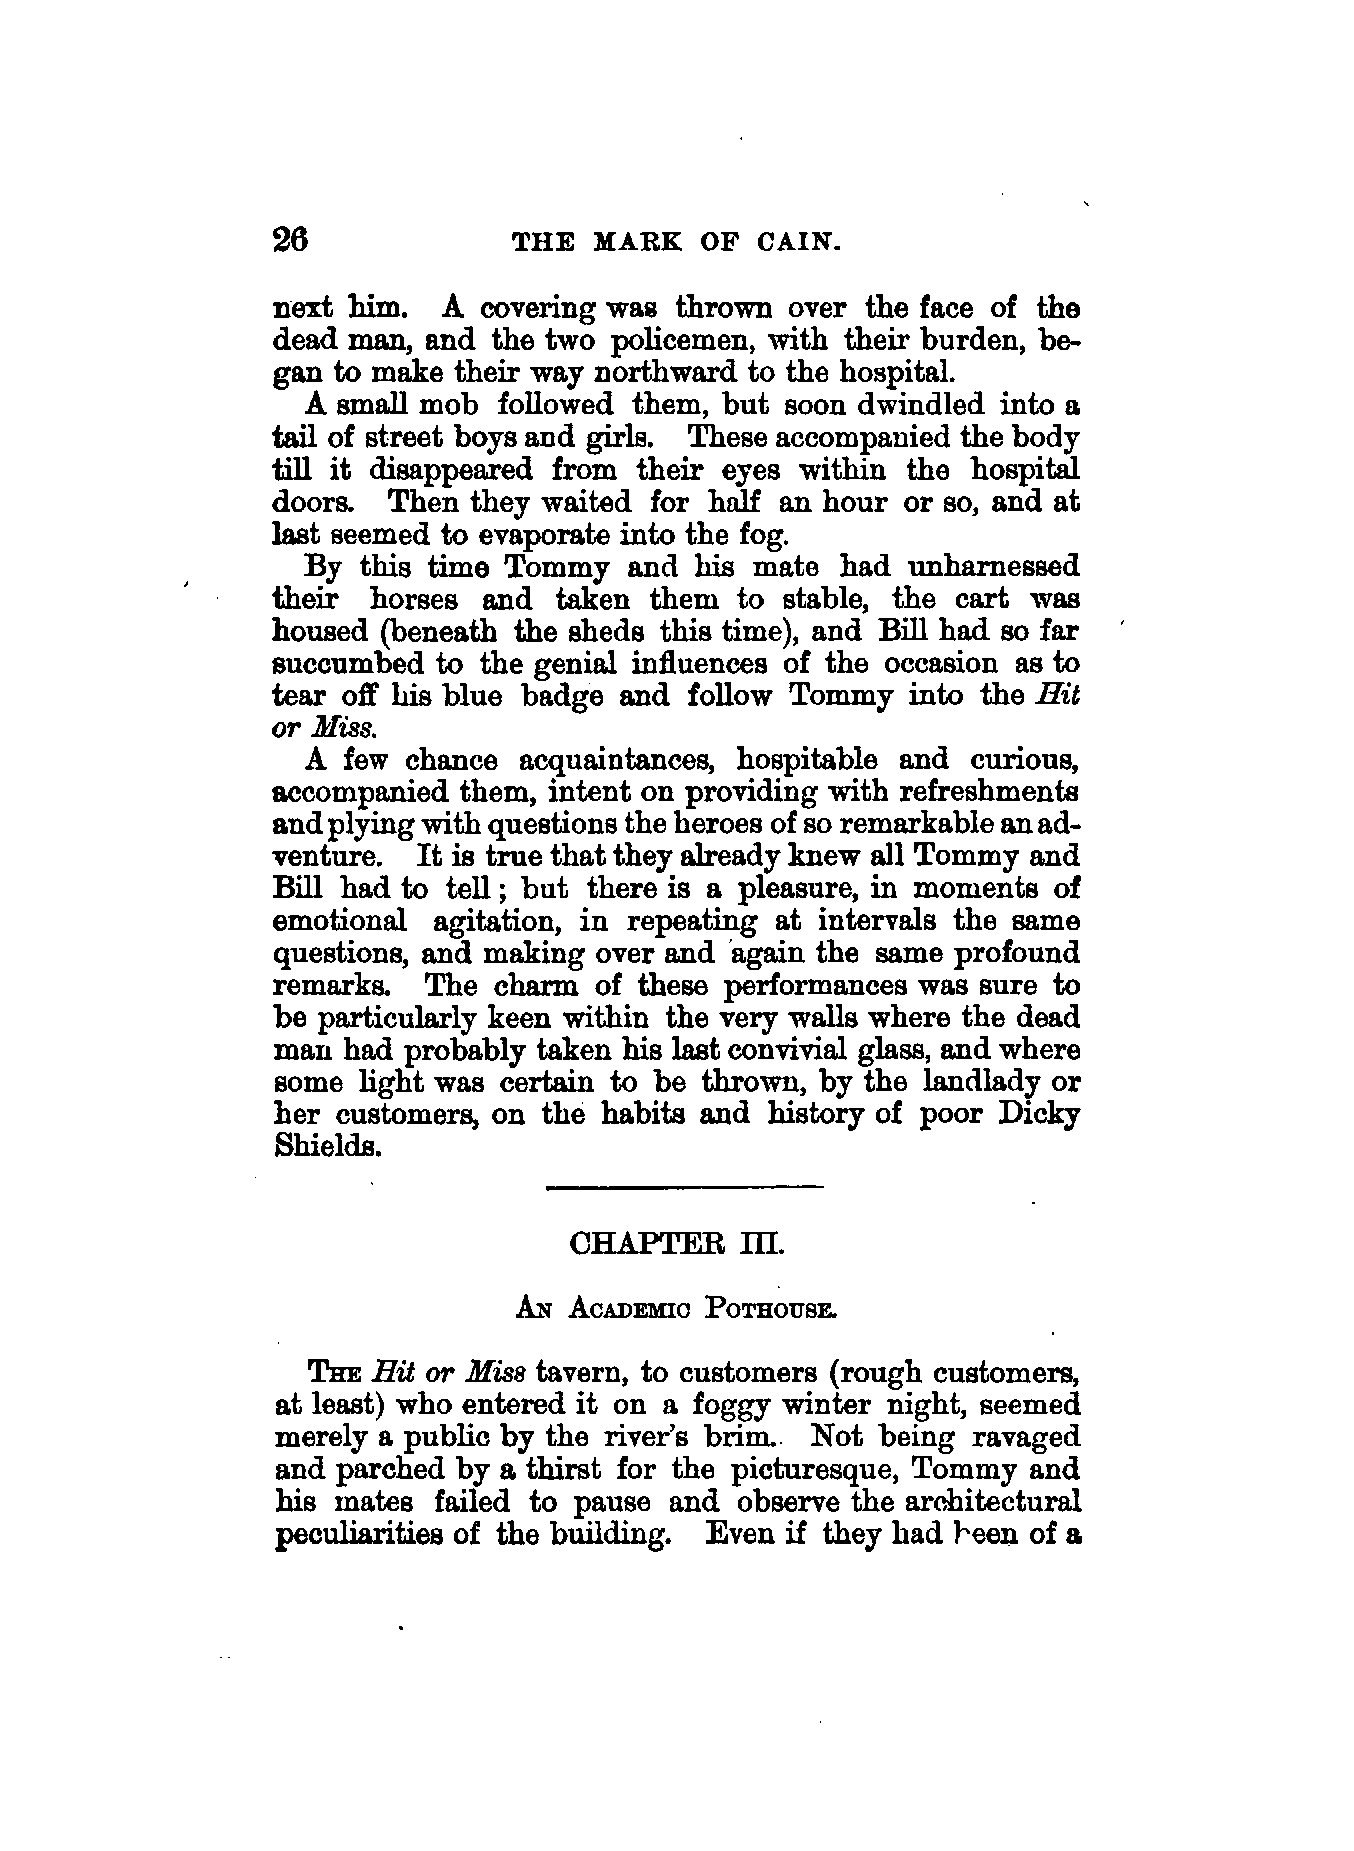 26 THE MARK OF CAIN.
next him. A covering was thrown over the face of the
dead man, and the two policemen, with their burden, be-
gan to make their way northward to the hospital.
A small mob followed them, but soon dwindled into a
tail of street boys and girls. These accompanied the body
till it disappeared from their eyes within the hospital
doors. Then they waited for half an hour or so, and at
last seemed to evaporate into the fog.
By this time Tommy and his mate had unharnessed
their horses and taken them to stable, the cart was
housed (beneath the sheds this time), and Bill had so far
succumbed to the genial influences of the occasion as to
tear off his blue badge and follow Tommy into the Hit
or Miss.
A few chance acquaintances, hospitable and curious,
accompanied them, intent on providing with refreshments
and plying with questions the heroes of so remarkable an ad-
venture. It is true that they already knew all Tommy and
Bill had to tell; but there is a pleasure, in moments of
emotional agitation, in repeating at intervals the same
questions, and making over and again the same profound
remarks. The charm of these performances was sure to
be particularly keen within the very walls where the dead
man had probably taken his last convivial glass, and where
some light was certain to be thrown, by the landlady or
her customers, on the habits and history of poor Dicky
Shields.
CHAPTER III.
AN ACADEMIC POTHOUSE.
THE Hit or Miss tavern, to customers (rough customers,
at least) who entered it on a foggy winter night, seemed
merely a public by the river's brim. Not being ravaged
and parched by a thirst for the picturesque, Tommy and
his mates failed to pause and observe the architectural
peculiarities of the building. Even if they had been of a